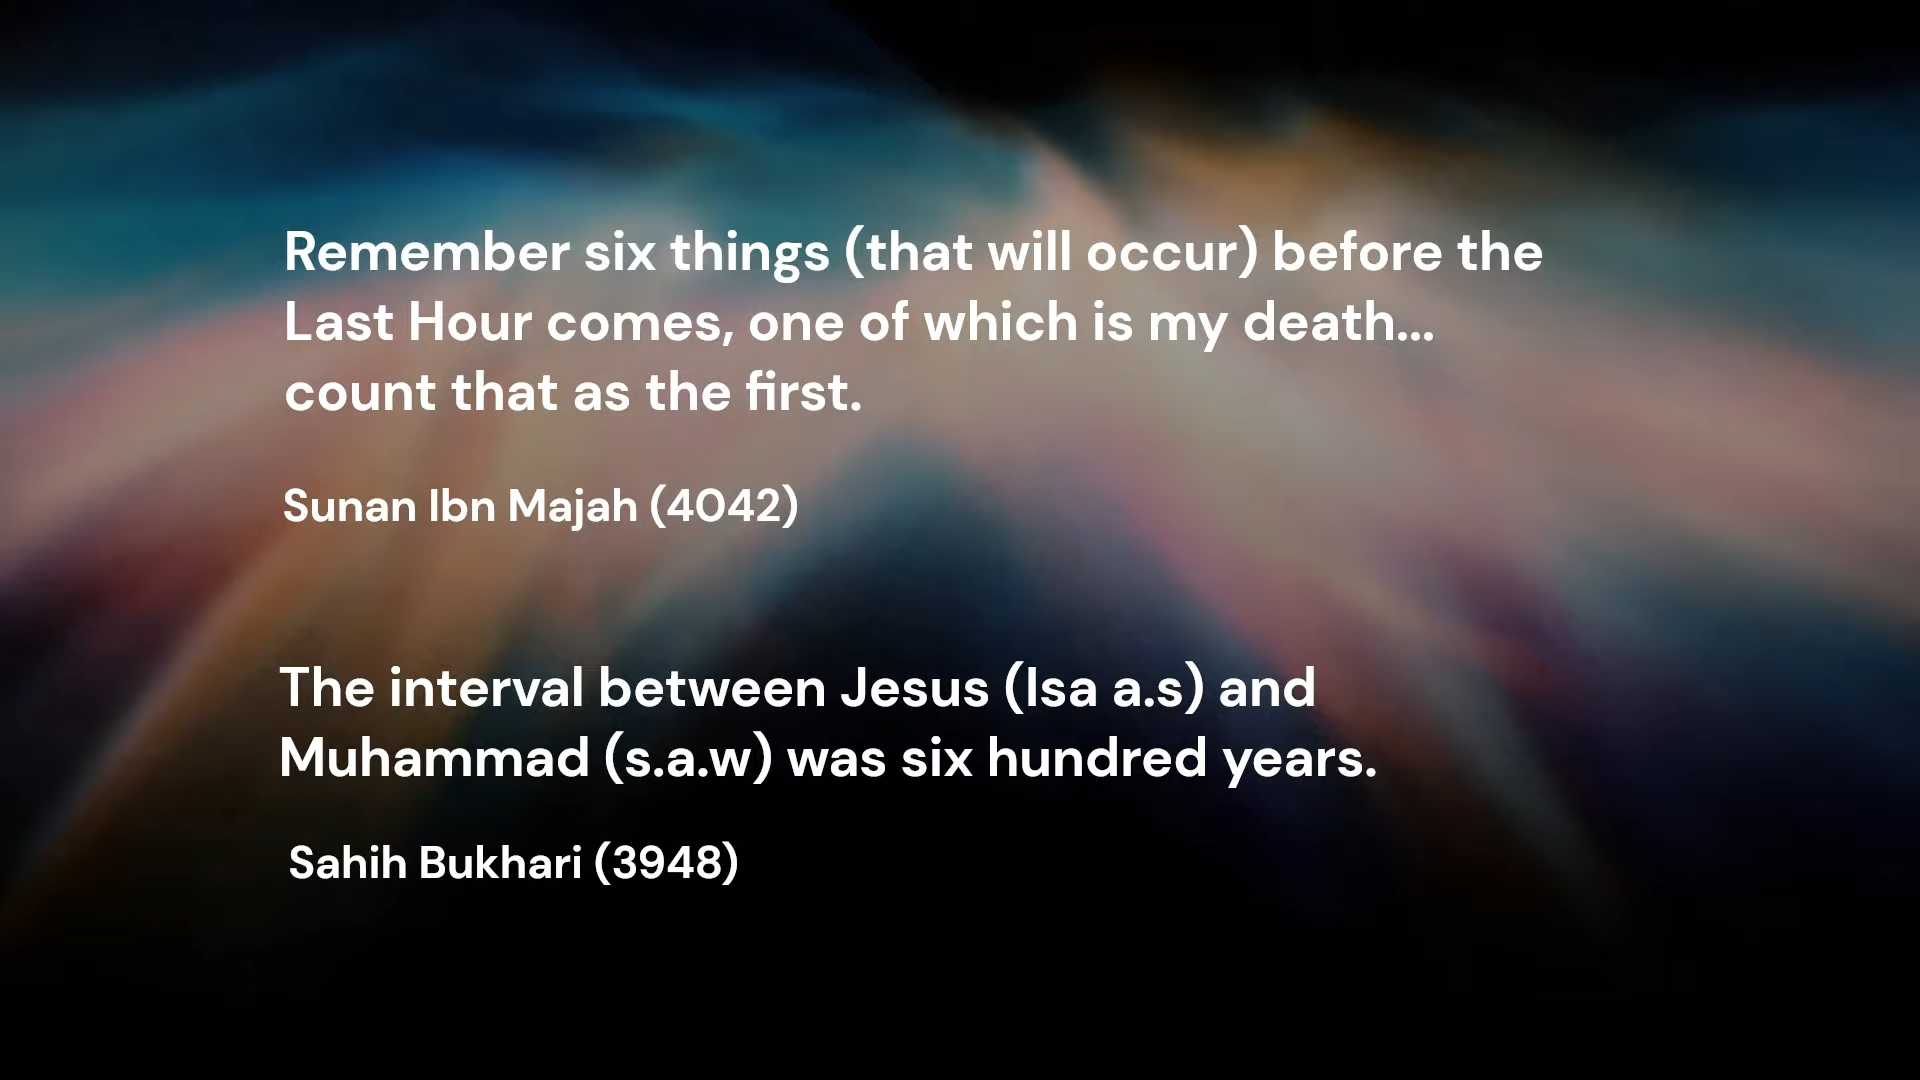 Remember six things (that will occur) before the
Last Hour comes, one of which is my death...
count that as the first.
Sunan Ibn Majah (4042)
The interval between Jesus (Isa a.s) and
Muhammad (s.a.w) was six hundred years.
Sahih Bukhari (3948)